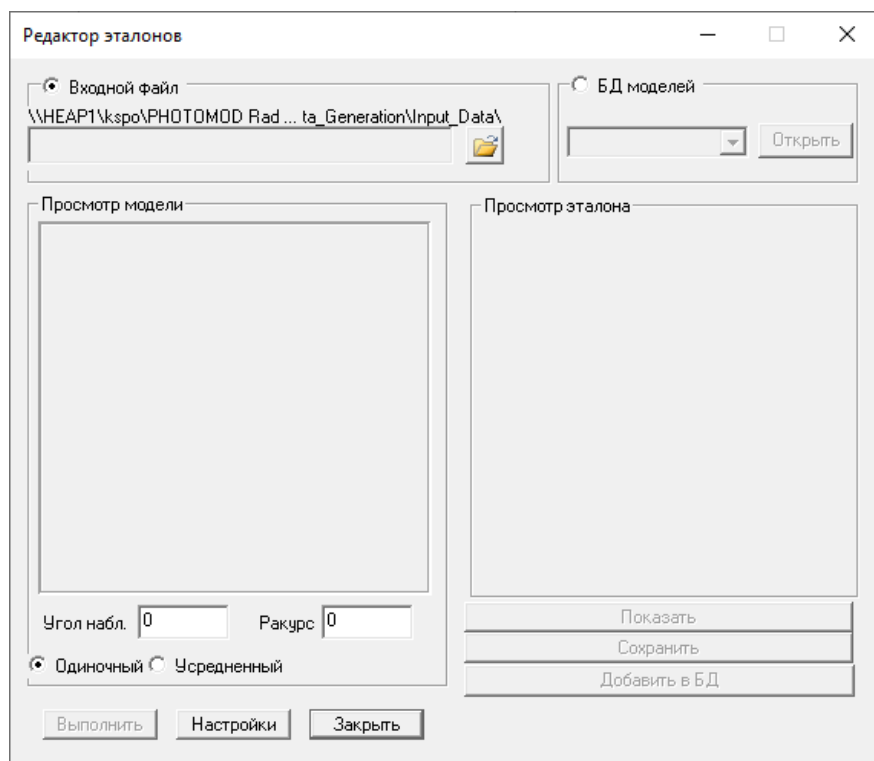 Редактор эталонов
Входной файл
\\HEAP1\kspo\PHOTOMOD Rad ... ta_Generation\Input_Data\
БД моделей
Открыть
Просмотр модели
Просмотр эталона
Угол набл. 0 Ракурс 0
Одиночный Усредненный
Показать
Сохранить
Добавить в БД
Выполнить Настройки Закрыть